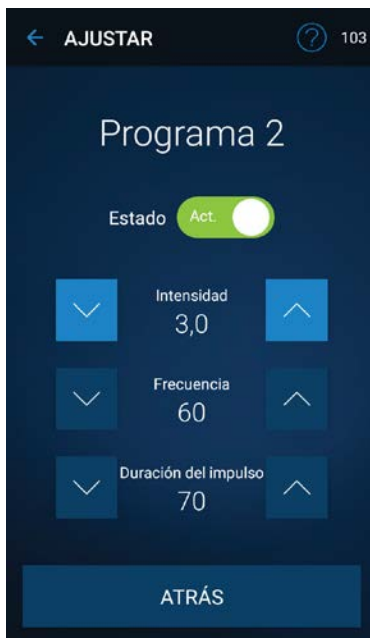 AJUSTAR ? 103
Programa 2
Estado Act.
Intensidad
3,0
Frecuencia
60
Duración del impulso
70
ATRÁS